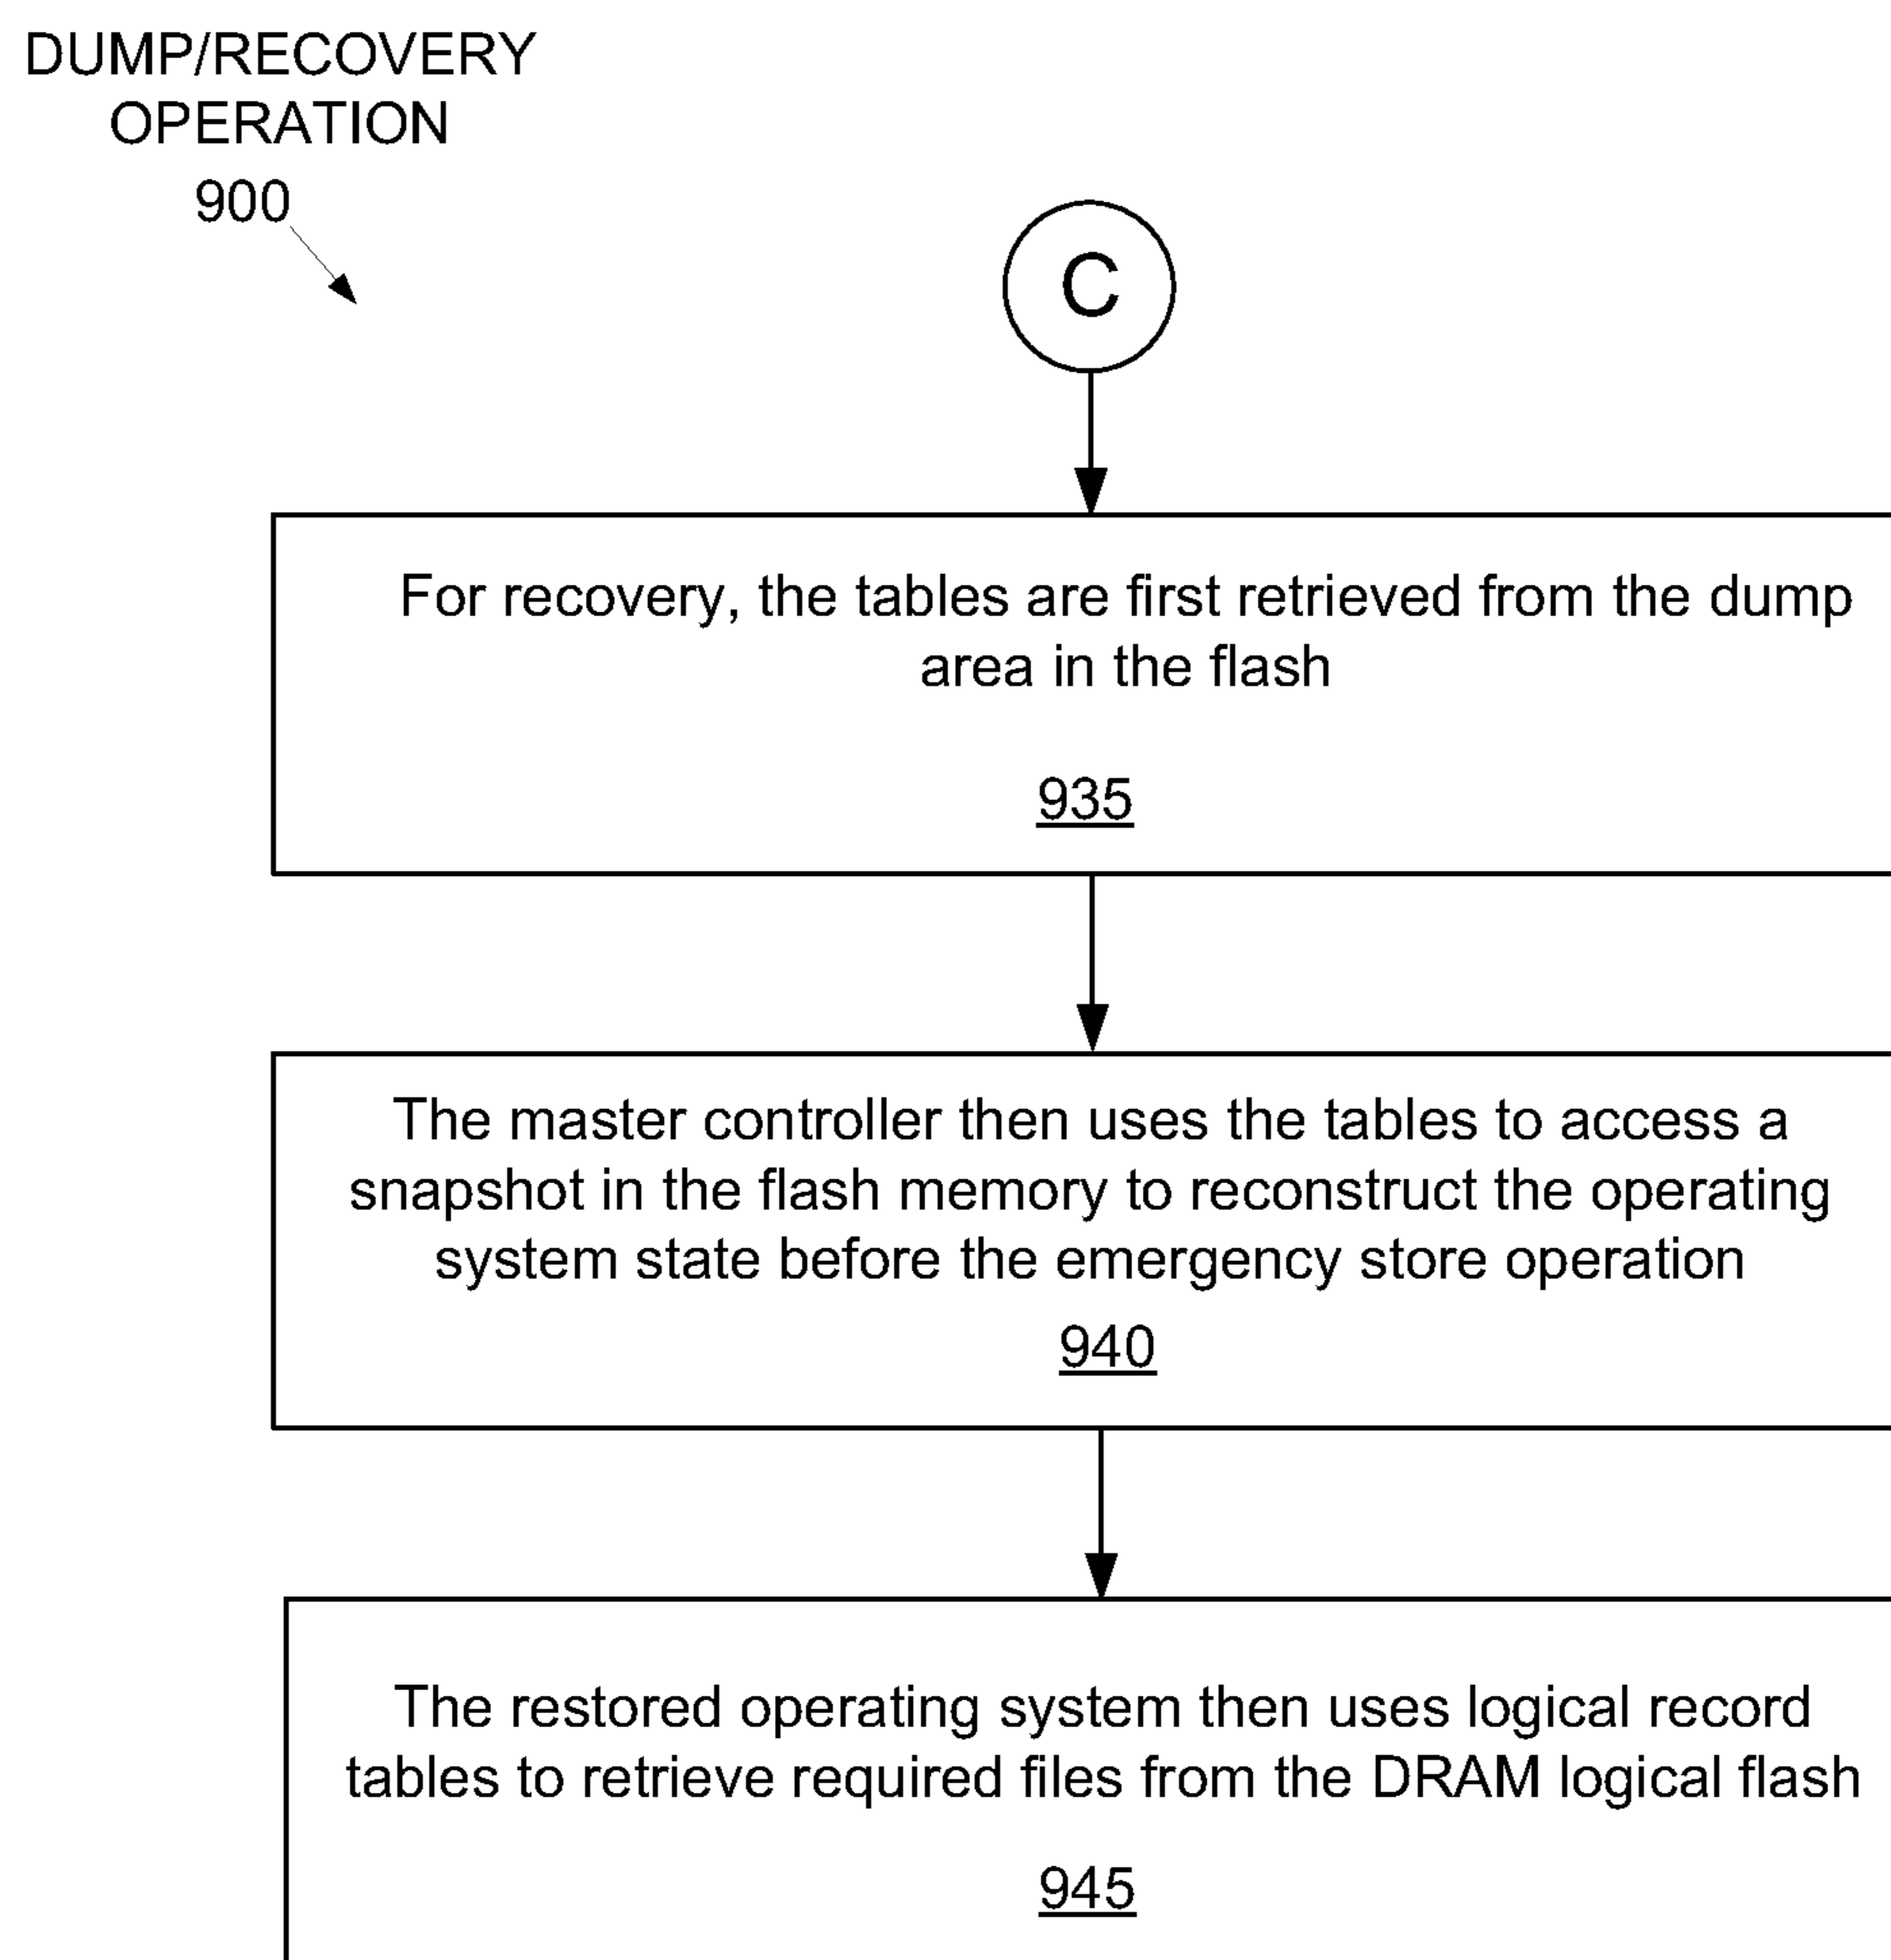 DUMP/RECOVERY
OPERATION
900
C
For recovery, the tables are first retrieved from the dump
area in the flash
935
The master controller then uses the tables to access a
snapshot in the flash memory to reconstruct the operating
system state before the emergency store operation
940
The restored operating system then uses logical record
tables to retrieve required files from the DRAM logical flash
945